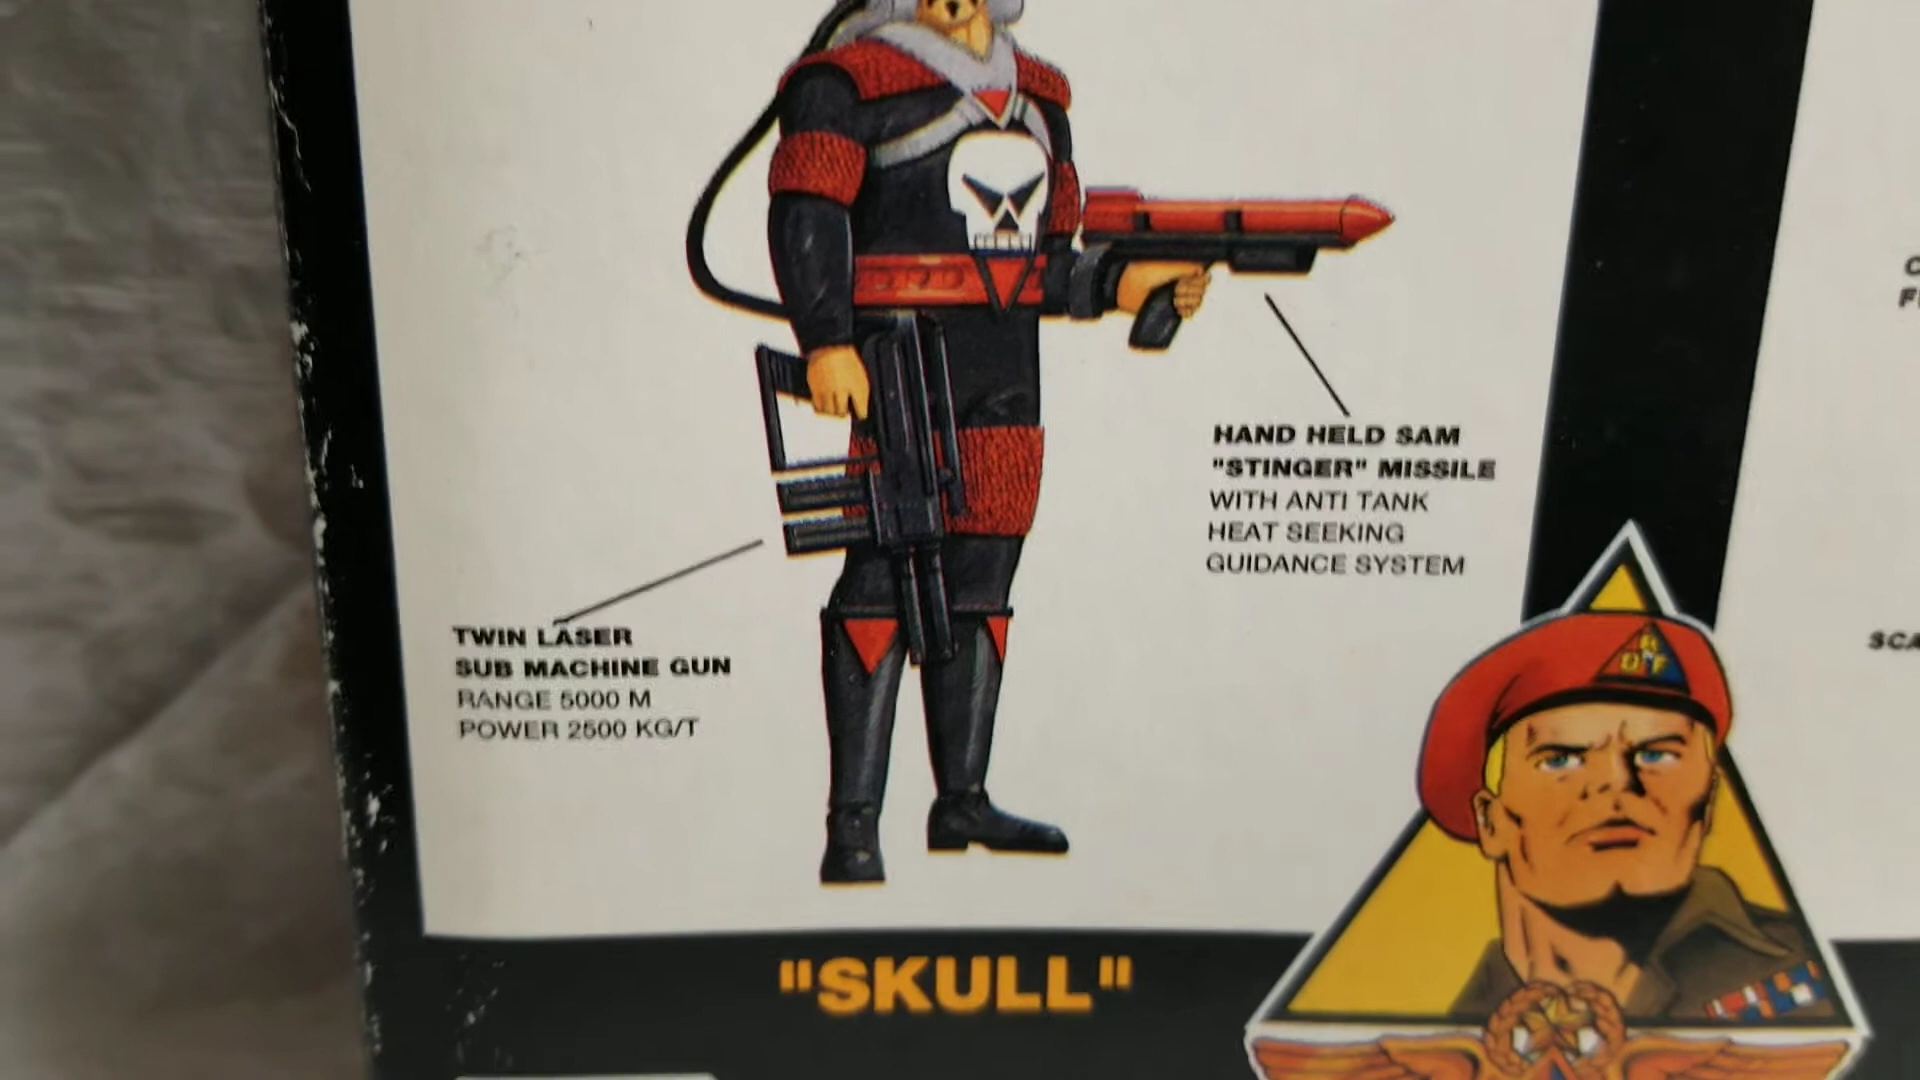 HAND HELD SAM
"STINGER" MISSILE
WITH ANTI TANK
HEAT SEEKING
GUIDANCE SYSTEM
TWIN LASER
SUB MACHINE GUN
RANGE 5000 M
POWER 2500 KG/T
"SKULL"